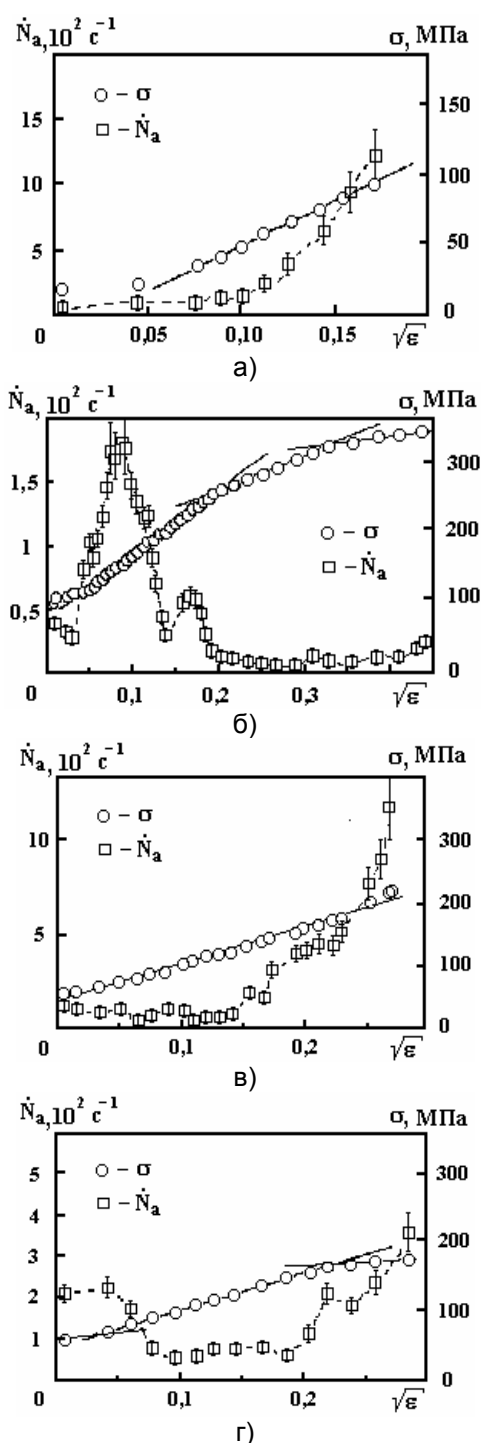 Ṅa, 10² c⁻¹ σ, МПа
○ – σ
□ – Ṅa
15
10
5
150
100
50
0
0 0,05 0,10 0,15 √ε
а)
Ṅa, 10² c⁻¹ σ, МПа
1,5
1
0,5
300
200
100
0
○ – σ
□ – Ṅa
0 0,1 0,2 0,3 √ε
б)
Ṅa, 10² c⁻¹ σ, МПа
○ – σ
□ – Ṅa
10
5
400
300
200
100
0
0 0,1 0,2 √ε
в)
Ṅa, 10² c⁻¹ σ, МПа
○ – σ
□ – Ṅa
5
4
3
2
1
300
200
100
0
0 0,1 0,2 √ε
г)